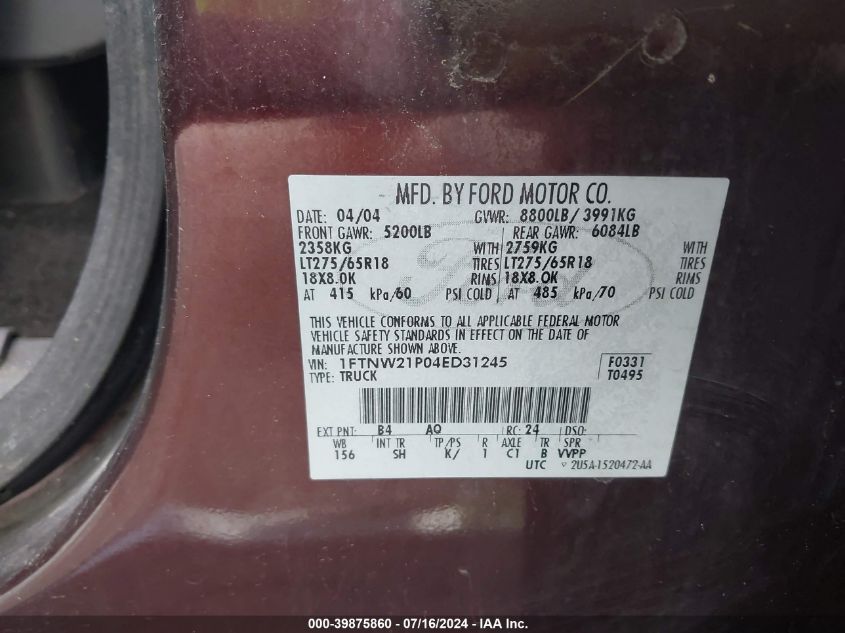 MFD. BY FORD MOTOR CO.
DATE: 04/04 GVWR: 8800LB/ 3991KG
FRONT GAWR: 5200LB REAR GAWR: 6084LB
2358KG WITH 2759KG WITH
LT275/65R18 TIRES LT275/65R18 TIRES
18X8.0K RIMS 18X8.0K RIMS
AT 415 kPa/60 PSI COLD AT 485 kPa/70 PSI COLD
Ford
THIS VEHICLE CONFORMS TO ALL APPLICABLE FEDERAL MOTOR
VEHICLE SAFETY STANDARDS IN EFFECT ON THE DATE OF
MANUFACTURE SHOWN ABOVE.
VIN: 1FTNW21P04ED31245 F0331
TYPE: TRUCK T0495
EXT PNT: B4 AQ RC: 24 DSO:
WB INT TR TP/PS R AXLE TR SPR
156 SH K/ 1 C1 B VVPP
UTC ▽ 2U5A-1520472-AA
000-39875860 - 07/16/2024 - IAAI.com